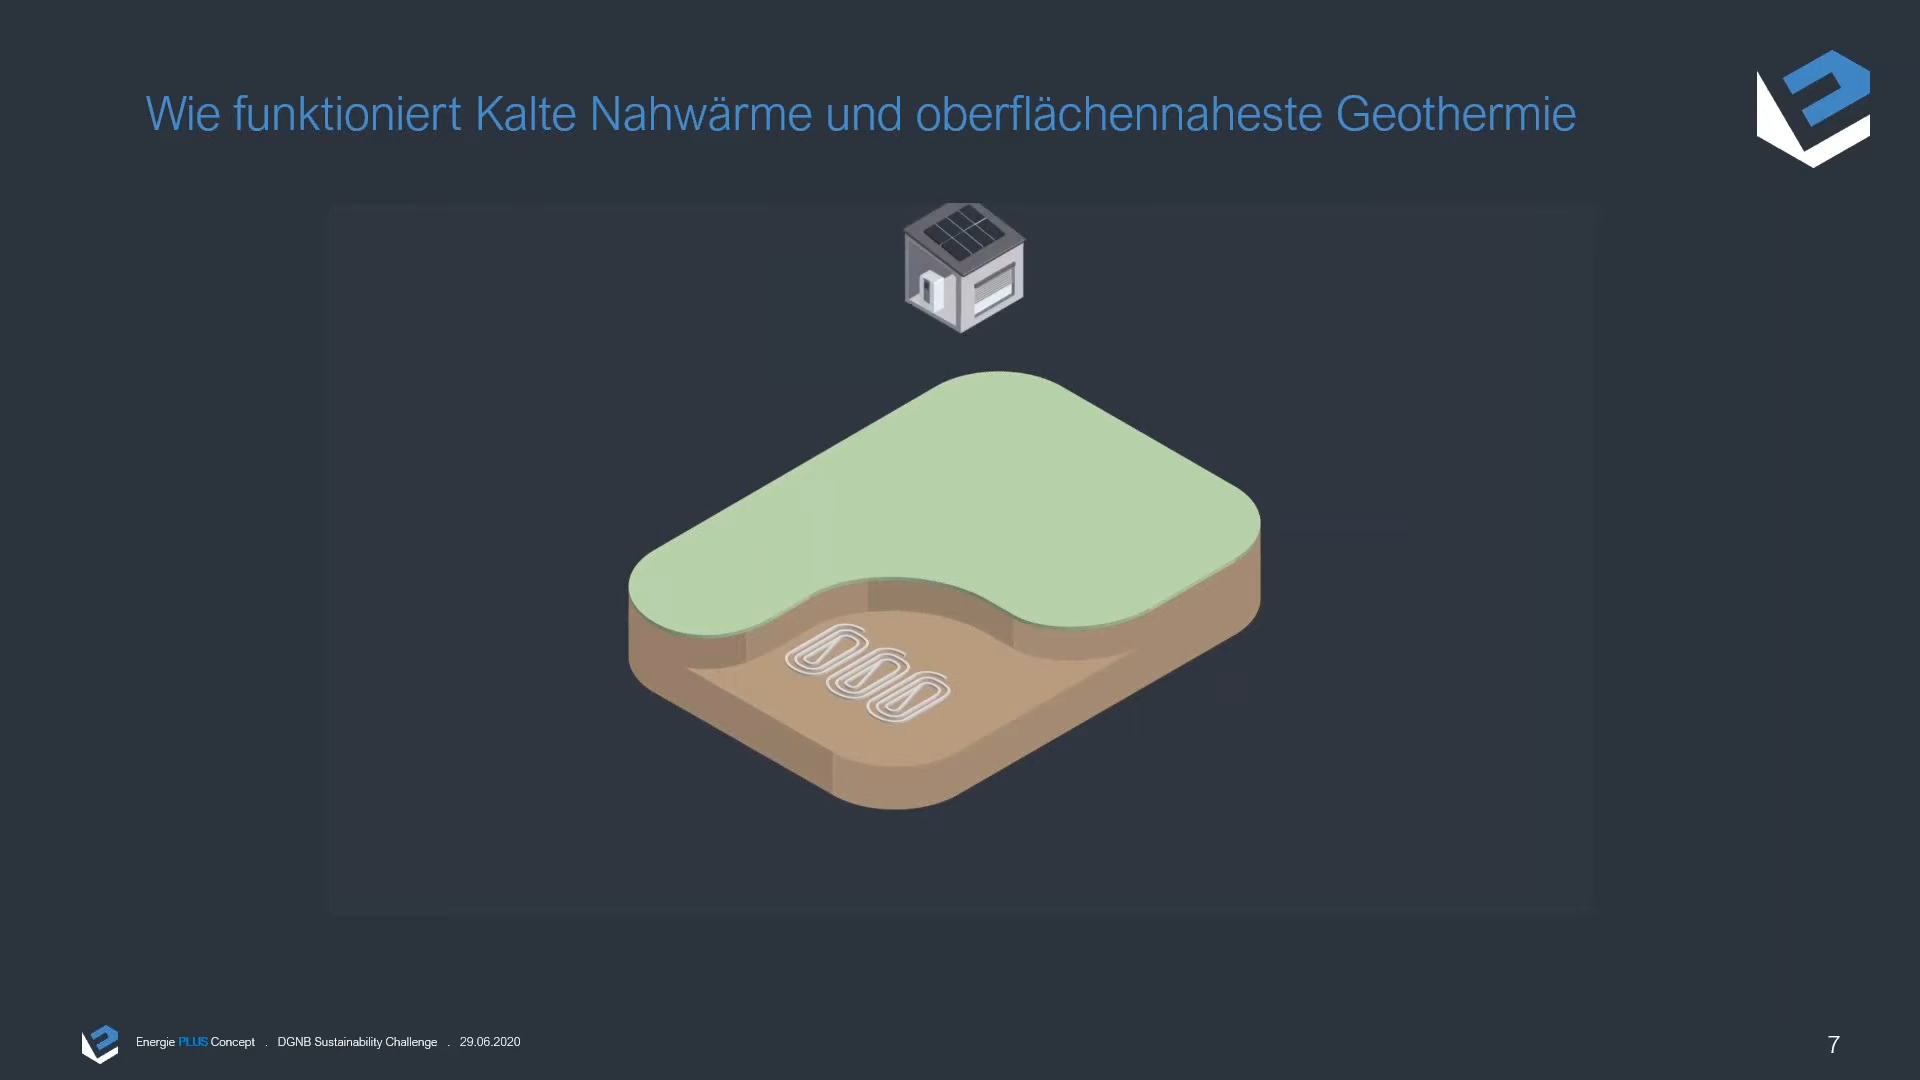 Wie funktioniert Kalte Nahwärme und oberflächennaheste Geothermie
Energie PLUS Concept . DGNB Sustainability Challenge . 29.06.2020
7